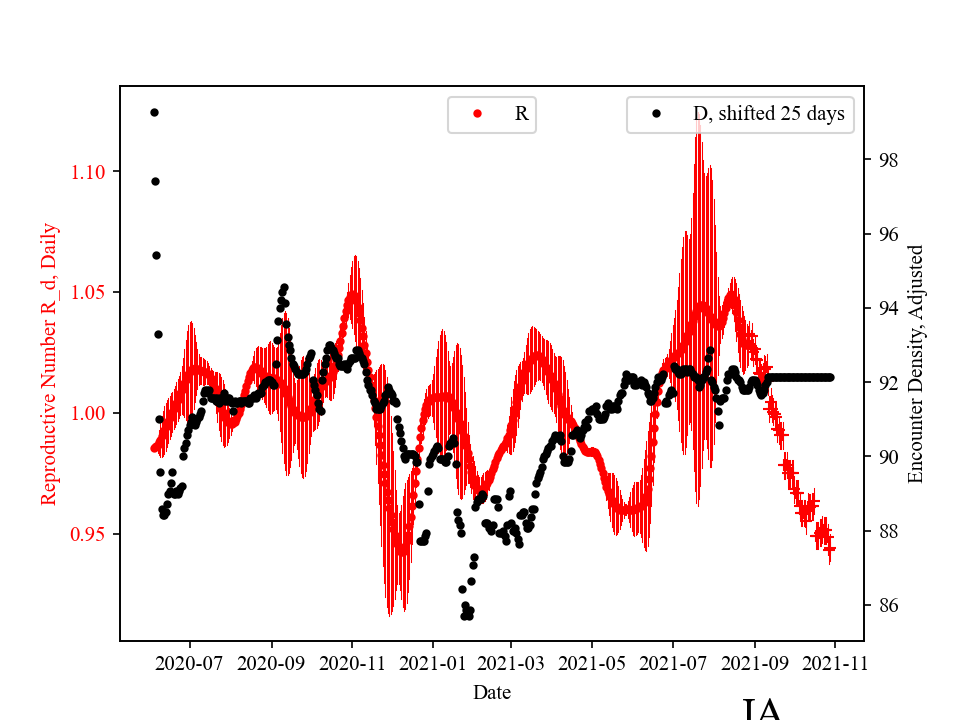 R
D, shifted 25 days
Reproductive Number R_d, Daily
1.10
1.05
1.00
0.95
98
96
94
92
90
88
86
Encounter Density, Adjusted
2020-07 2020-09 2020-11 2021-01 2021-03 2021-05 2021-07 2021-09 2021-11
Date
IA